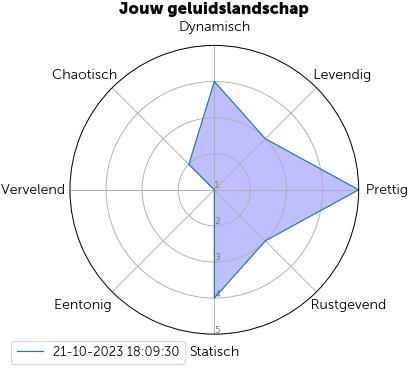 Jouw geluidslandschap
Dynamisch
Chaotisch
Levendig
Vervelend
Prettig
1
2
3
4
5
Eentonig
Rustgevend
21-10-2023 18:09:30
Statisch